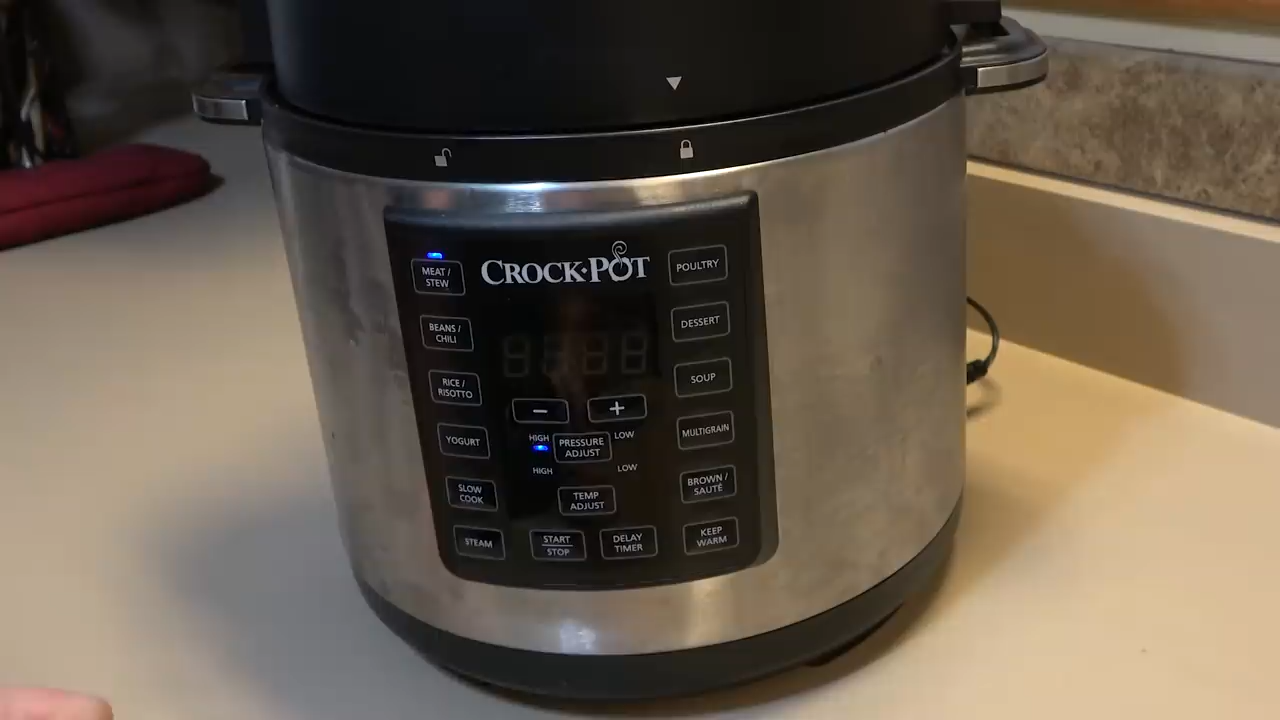 CROCK·POT
MEAT /
STEW
BEANS /
CHILI
RICE /
RISOTTO
YOGURT
SLOW
COOK
STEAM
HIGH
LOW
PRESSURE
ADJUST
HIGH
LOW
TEMP
ADJUST
START
STOP
DELAY
TIMER
POULTRY
DESSERT
SOUP
MULTIGRAIN
BROWN /
SAUTÉ
KEEP
WARM